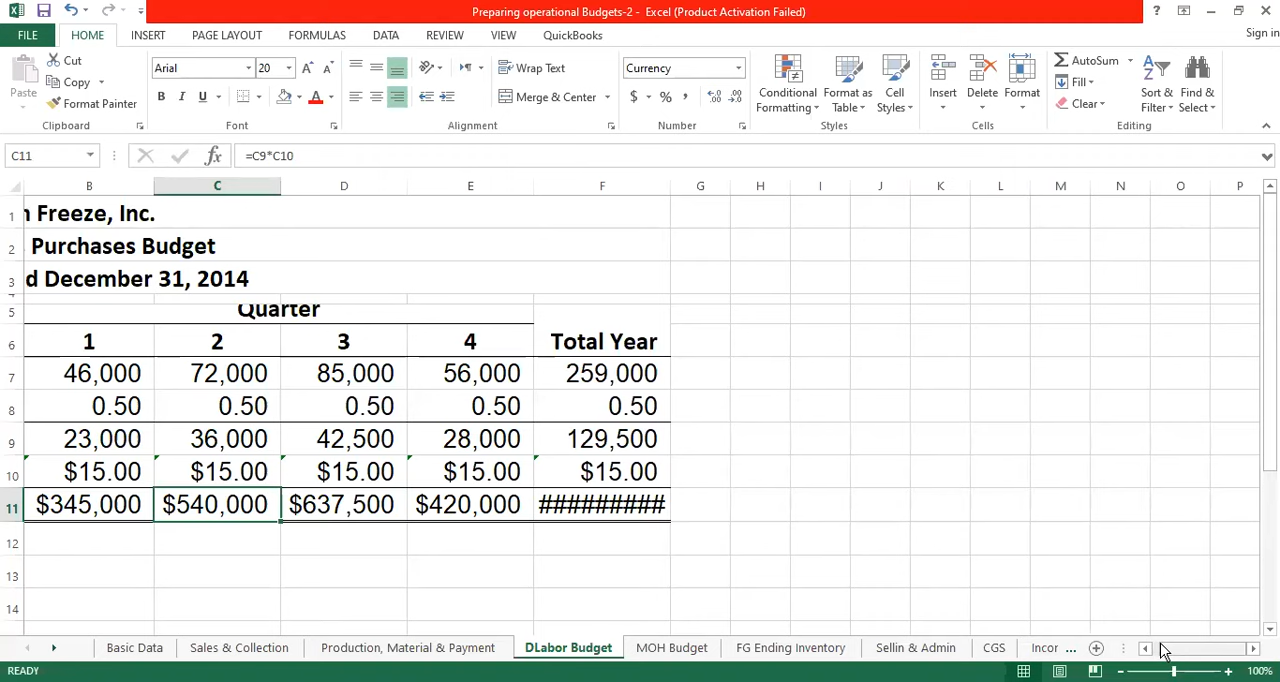 Preparing operational Budgets-2 - Excel (Product Activation Failed)
FILE HOME INSERT PAGE LAYOUT FORMULAS DATA REVIEW VIEW QuickBooks Sign in
Cut
Copy
Format Painter
Paste
Clipboard
Arial 20
B I U
Font
Wrap Text
Merge & Center
Alignment
Currency
$ % ,
Number
Conditional Formatting
Format as Table
Cell Styles
Styles
Insert Delete Format
Cells
AutoSum
Fill
Clear
Sort & Filter
Find & Select
Editing
C11 fx =C9*C10
B C D E F G H I J K L M N O P
1 n Freeze, Inc.
2 Purchases Budget
3 d December 31, 2014
5 Quarter
6 1 2 3 4 Total Year
7 46,000 72,000 85,000 56,000 259,000
8 0.50 0.50 0.50 0.50 0.50
9 23,000 36,000 42,500 28,000 129,500
10 $15.00 $15.00 $15.00 $15.00 $15.00
11 $345,000 $540,000 $637,500 $420,000 #########
12
13
14
Basic Data Sales & Collection Production, Material & Payment DLabor Budget MOH Budget FG Ending Inventory Sellin & Admin CGS Incor ...
READY 100%